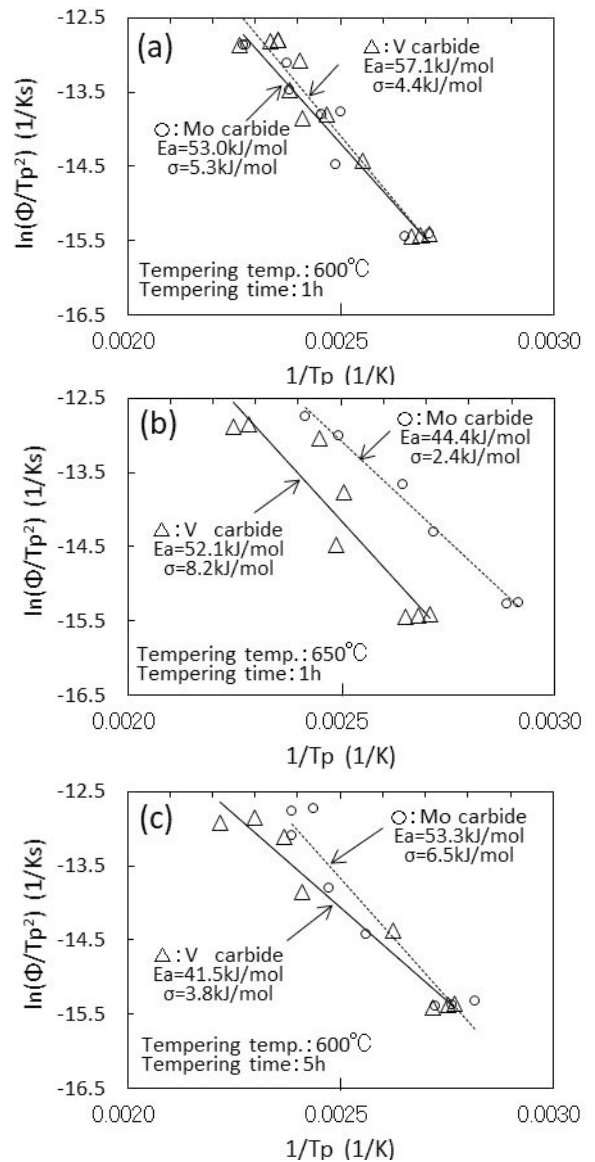 (a)
△: V carbide
Ea=57.1kJ/mol
σ=4.4kJ/mol
○: Mo carbide
Ea=53.0kJ/mol
σ=5.3kJ/mol
Tempering temp.:600℃
Tempering time:1h
ln(Φ/Tp²) (1/Ks)
-12.5
-13.5
-14.5
-15.5
-16.5
0.0020 0.0025 0.0030
1/Tp (1/K)
(b)
○: Mo carbide
Ea=44.4kJ/mol
σ=2.4kJ/mol
△: V carbide
Ea=52.1kJ/mol
σ=8.2kJ/mol
Tempering temp.:650℃
Tempering time:1h
ln(Φ/Tp²) (1/Ks)
-12.5
-13.5
-14.5
-15.5
-16.5
0.0020 0.0025 0.0030
1/Tp (1/K)
(c)
○: Mo carbide
Ea=53.3kJ/mol
σ=6.5kJ/mol
△: V carbide
Ea=41.5kJ/mol
σ=3.8kJ/mol
Tempering temp.:600℃
Tempering time:5h
ln(Φ/Tp²) (1/Ks)
-12.5
-13.5
-14.5
-15.5
-16.5
0.0020 0.0025 0.0030
1/Tp (1/K)